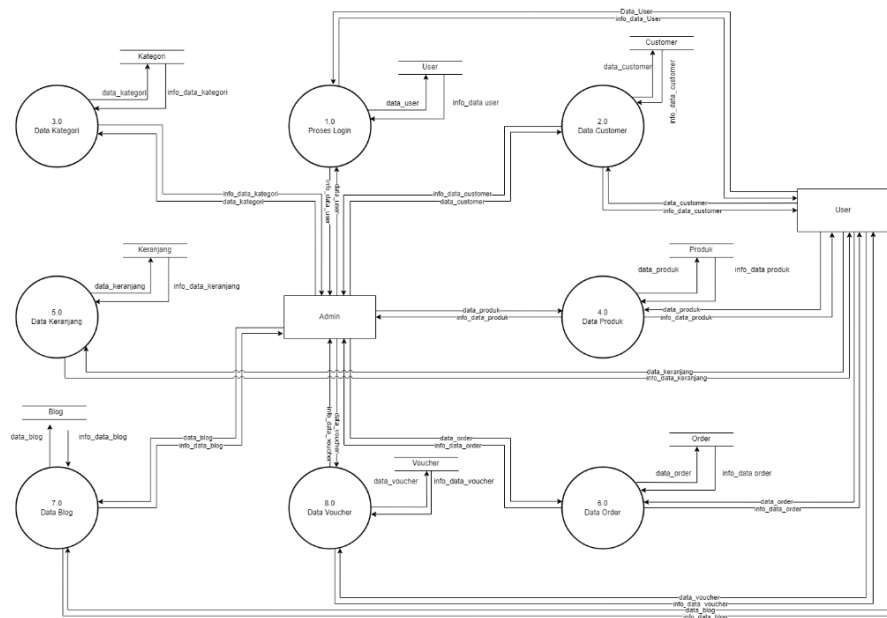 Data_User
info_data_User
Kategori
data_kategori
info_data_kategori
3.0
Data Kategori
User
data_user
info_data user
1.0
Proses Login
Customer
data_customer
info_data_customer
2.0
Data Customer
info_data_user
data_user
info_data_kategori
data_kategori
info_data_customer
data_customer
data_customer
info_data_customer
User
Keranjang
data_keranjang
info_data_keranjang
5.0
Data Keranjang
Admin
data_produk
info_data_produk
Produk
data_produk
info_data produk
4.0
Data Produk
data_produk
info_data_produk
data_keranjang
info_data_keranjang
Blog
data_blog
info_data_blog
7.0
Data Blog
data_blog
info_data_blog
info_data_voucher
data_voucher
data_order
info_data_order
Voucher
data_voucher
info_data_voucher
8.0
Data Voucher
Order
data_order
info_data order
6.0
Data Order
data_order
info_data_order
data_voucher
info_data_voucher
data_blog
info_data_blog